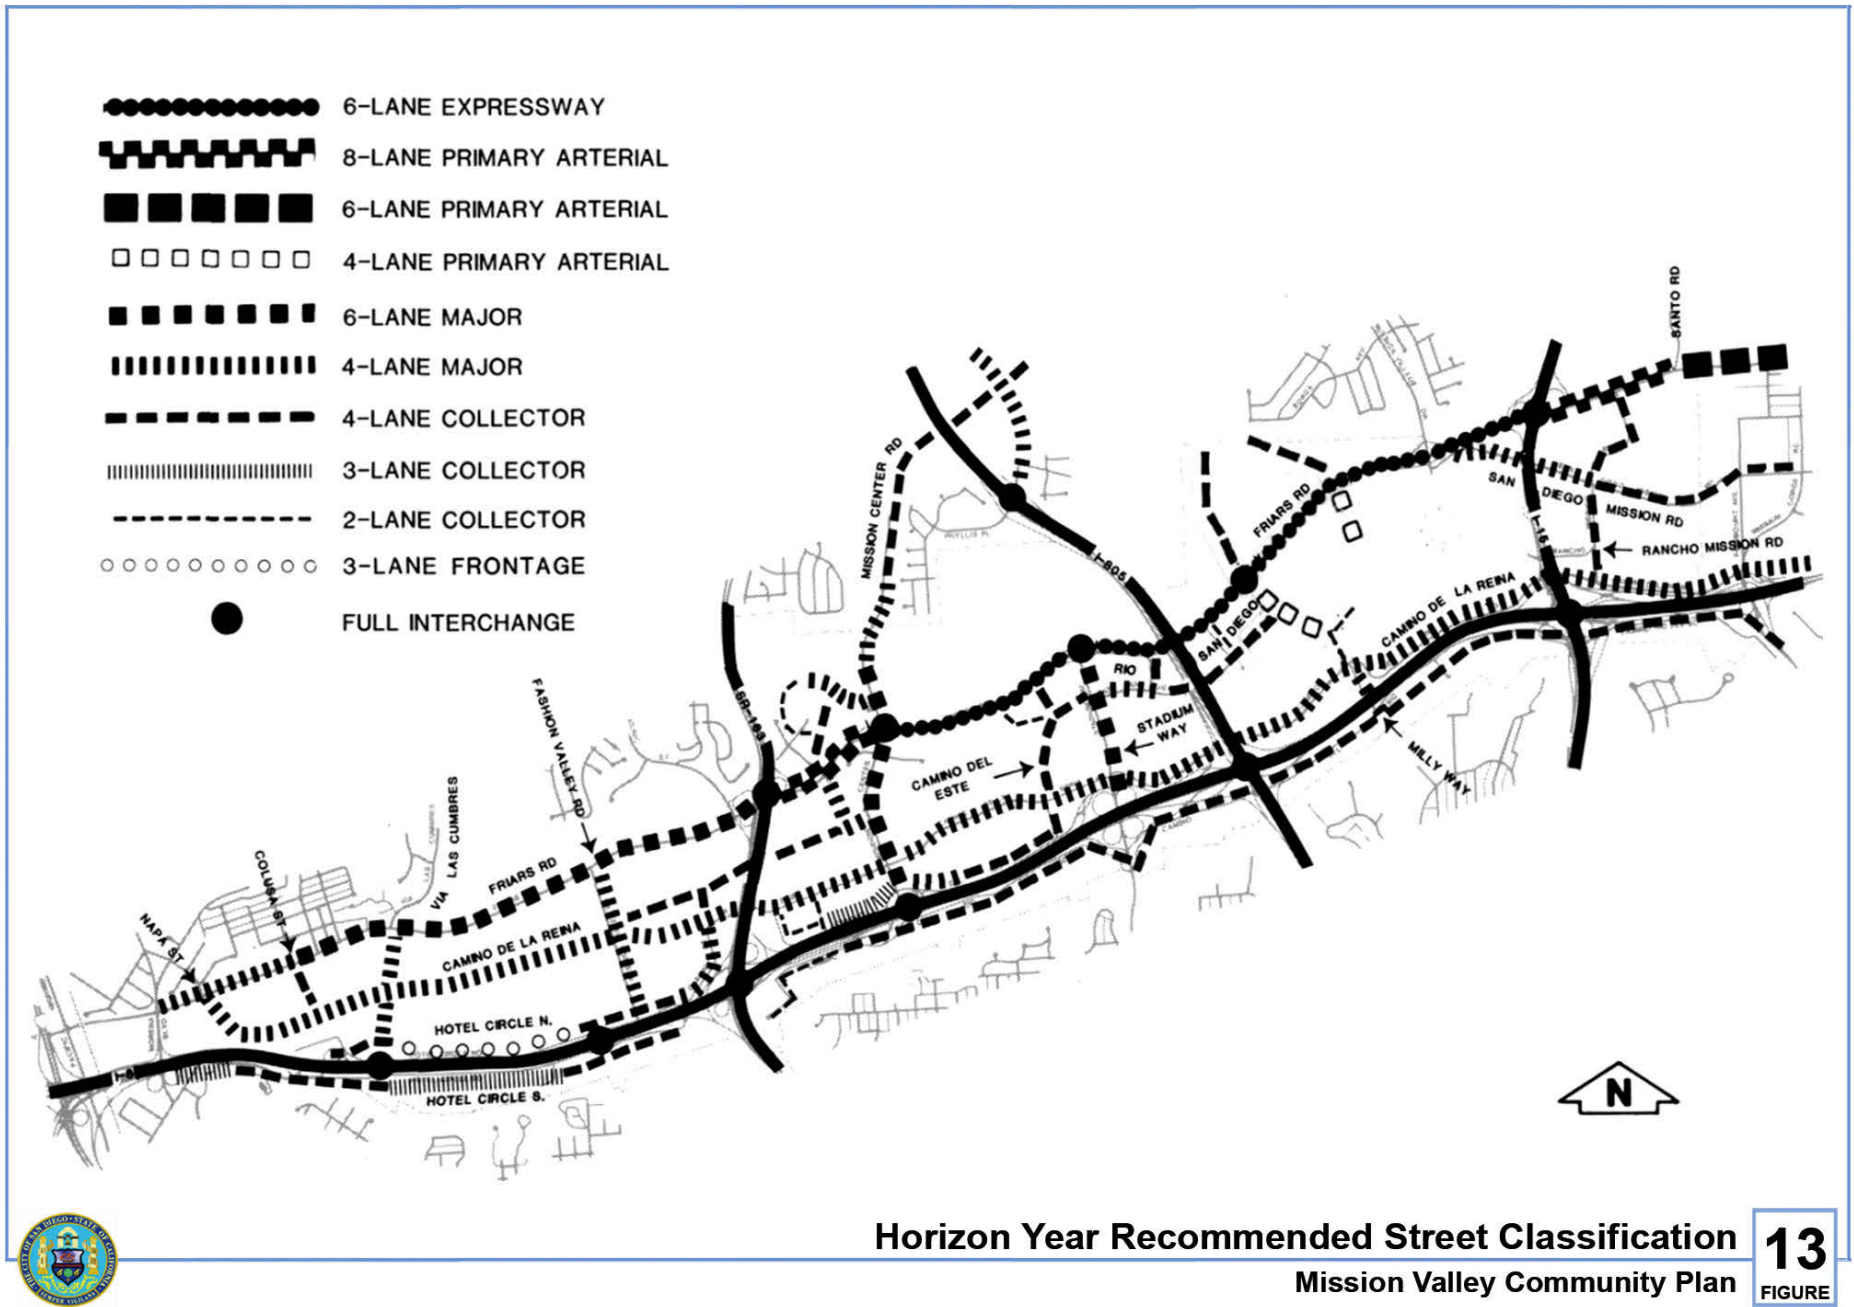 6-LANE EXPRESSWAY
8-LANE PRIMARY ARTERIAL
6-LANE PRIMARY ARTERIAL
4-LANE PRIMARY ARTERIAL
6-LANE MAJOR
4-LANE MAJOR
4-LANE COLLECTOR
3-LANE COLLECTOR
2-LANE COLLECTOR
3-LANE FRONTAGE
FULL INTERCHANGE
SANTO RD
MISSION CENTER RD
I-805
FRIARS RD
SAN DIEGO MISSION RD
I-15
RANCHO MISSION RD
CAMINO DE LA REINA
RIO SAN DIEGO
STADIUM
WAY
CAMINO DEL
ESTE
MILLY WAY
SR-163
FASHION VALLEY RD
VIA LAS CUMBRES
COLUSA ST
NAPA ST
FRIARS RD
CAMINO DE LA REINA
HOTEL CIRCLE N.
HOTEL CIRCLE S.
I-8
N
Horizon Year Recommended Street Classification
Mission Valley Community Plan
13
FIGURE